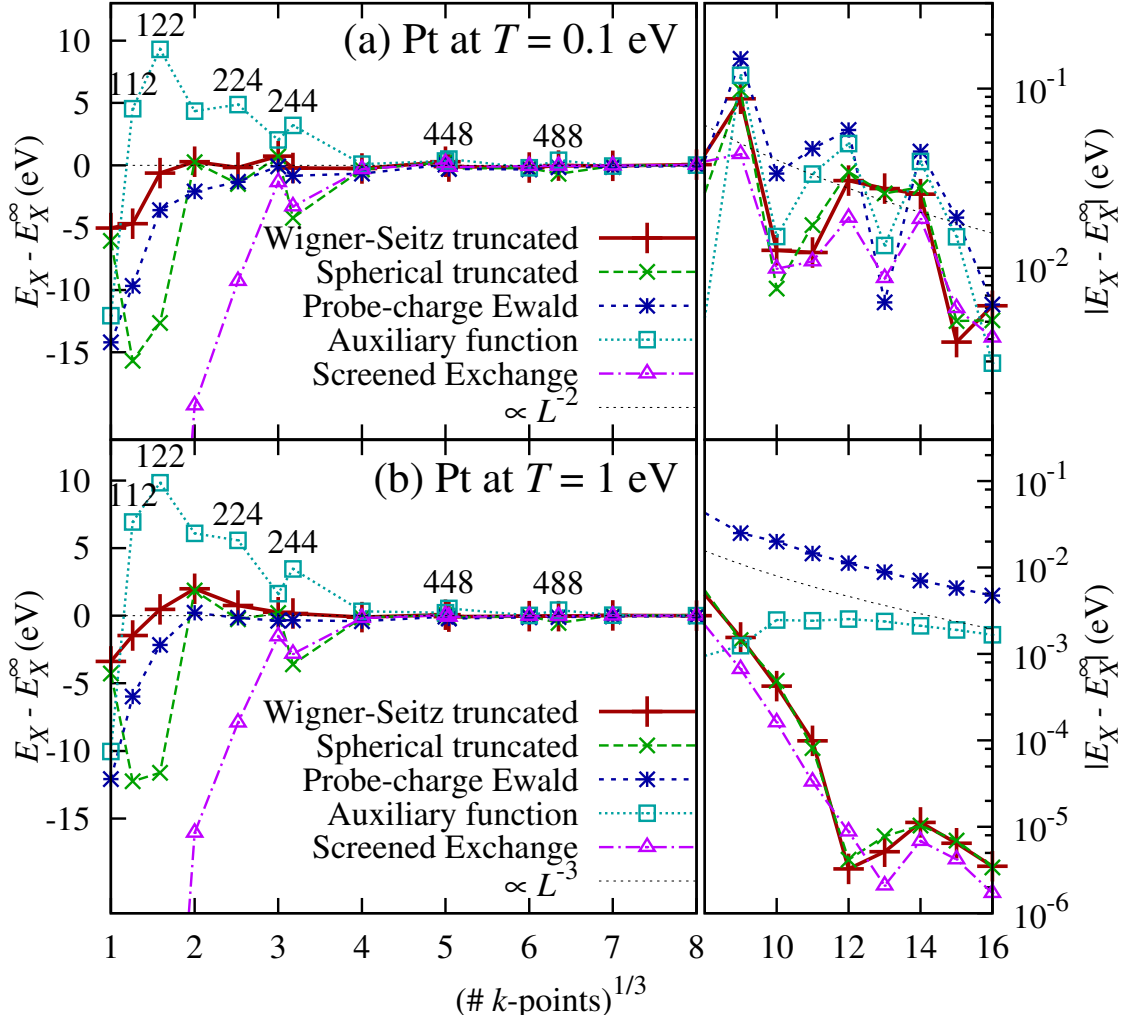 (a) Pt at T = 0.1 eV
E_X - E_X^∞ (eV)
10
5
0
-5
-10
-15
112
122
224
244
448
488
Wigner-Seitz truncated
Spherical truncated
Probe-charge Ewald
Auxiliary function
Screened Exchange
∝ L^-2
10^-1
10^-2
|E_X - E_X^∞| (eV)
(b) Pt at T = 1 eV
E_X - E_X^∞ (eV)
10
5
0
-5
-10
-15
112
122
224
244
448
488
Wigner-Seitz truncated
Spherical truncated
Probe-charge Ewald
Auxiliary function
Screened Exchange
∝ L^-3
10^-1
10^-2
10^-3
10^-4
10^-5
10^-6
|E_X - E_X^∞| (eV)
1 2 3 4 5 6 7 8 10 12 14 16
(# k-points)^1/3